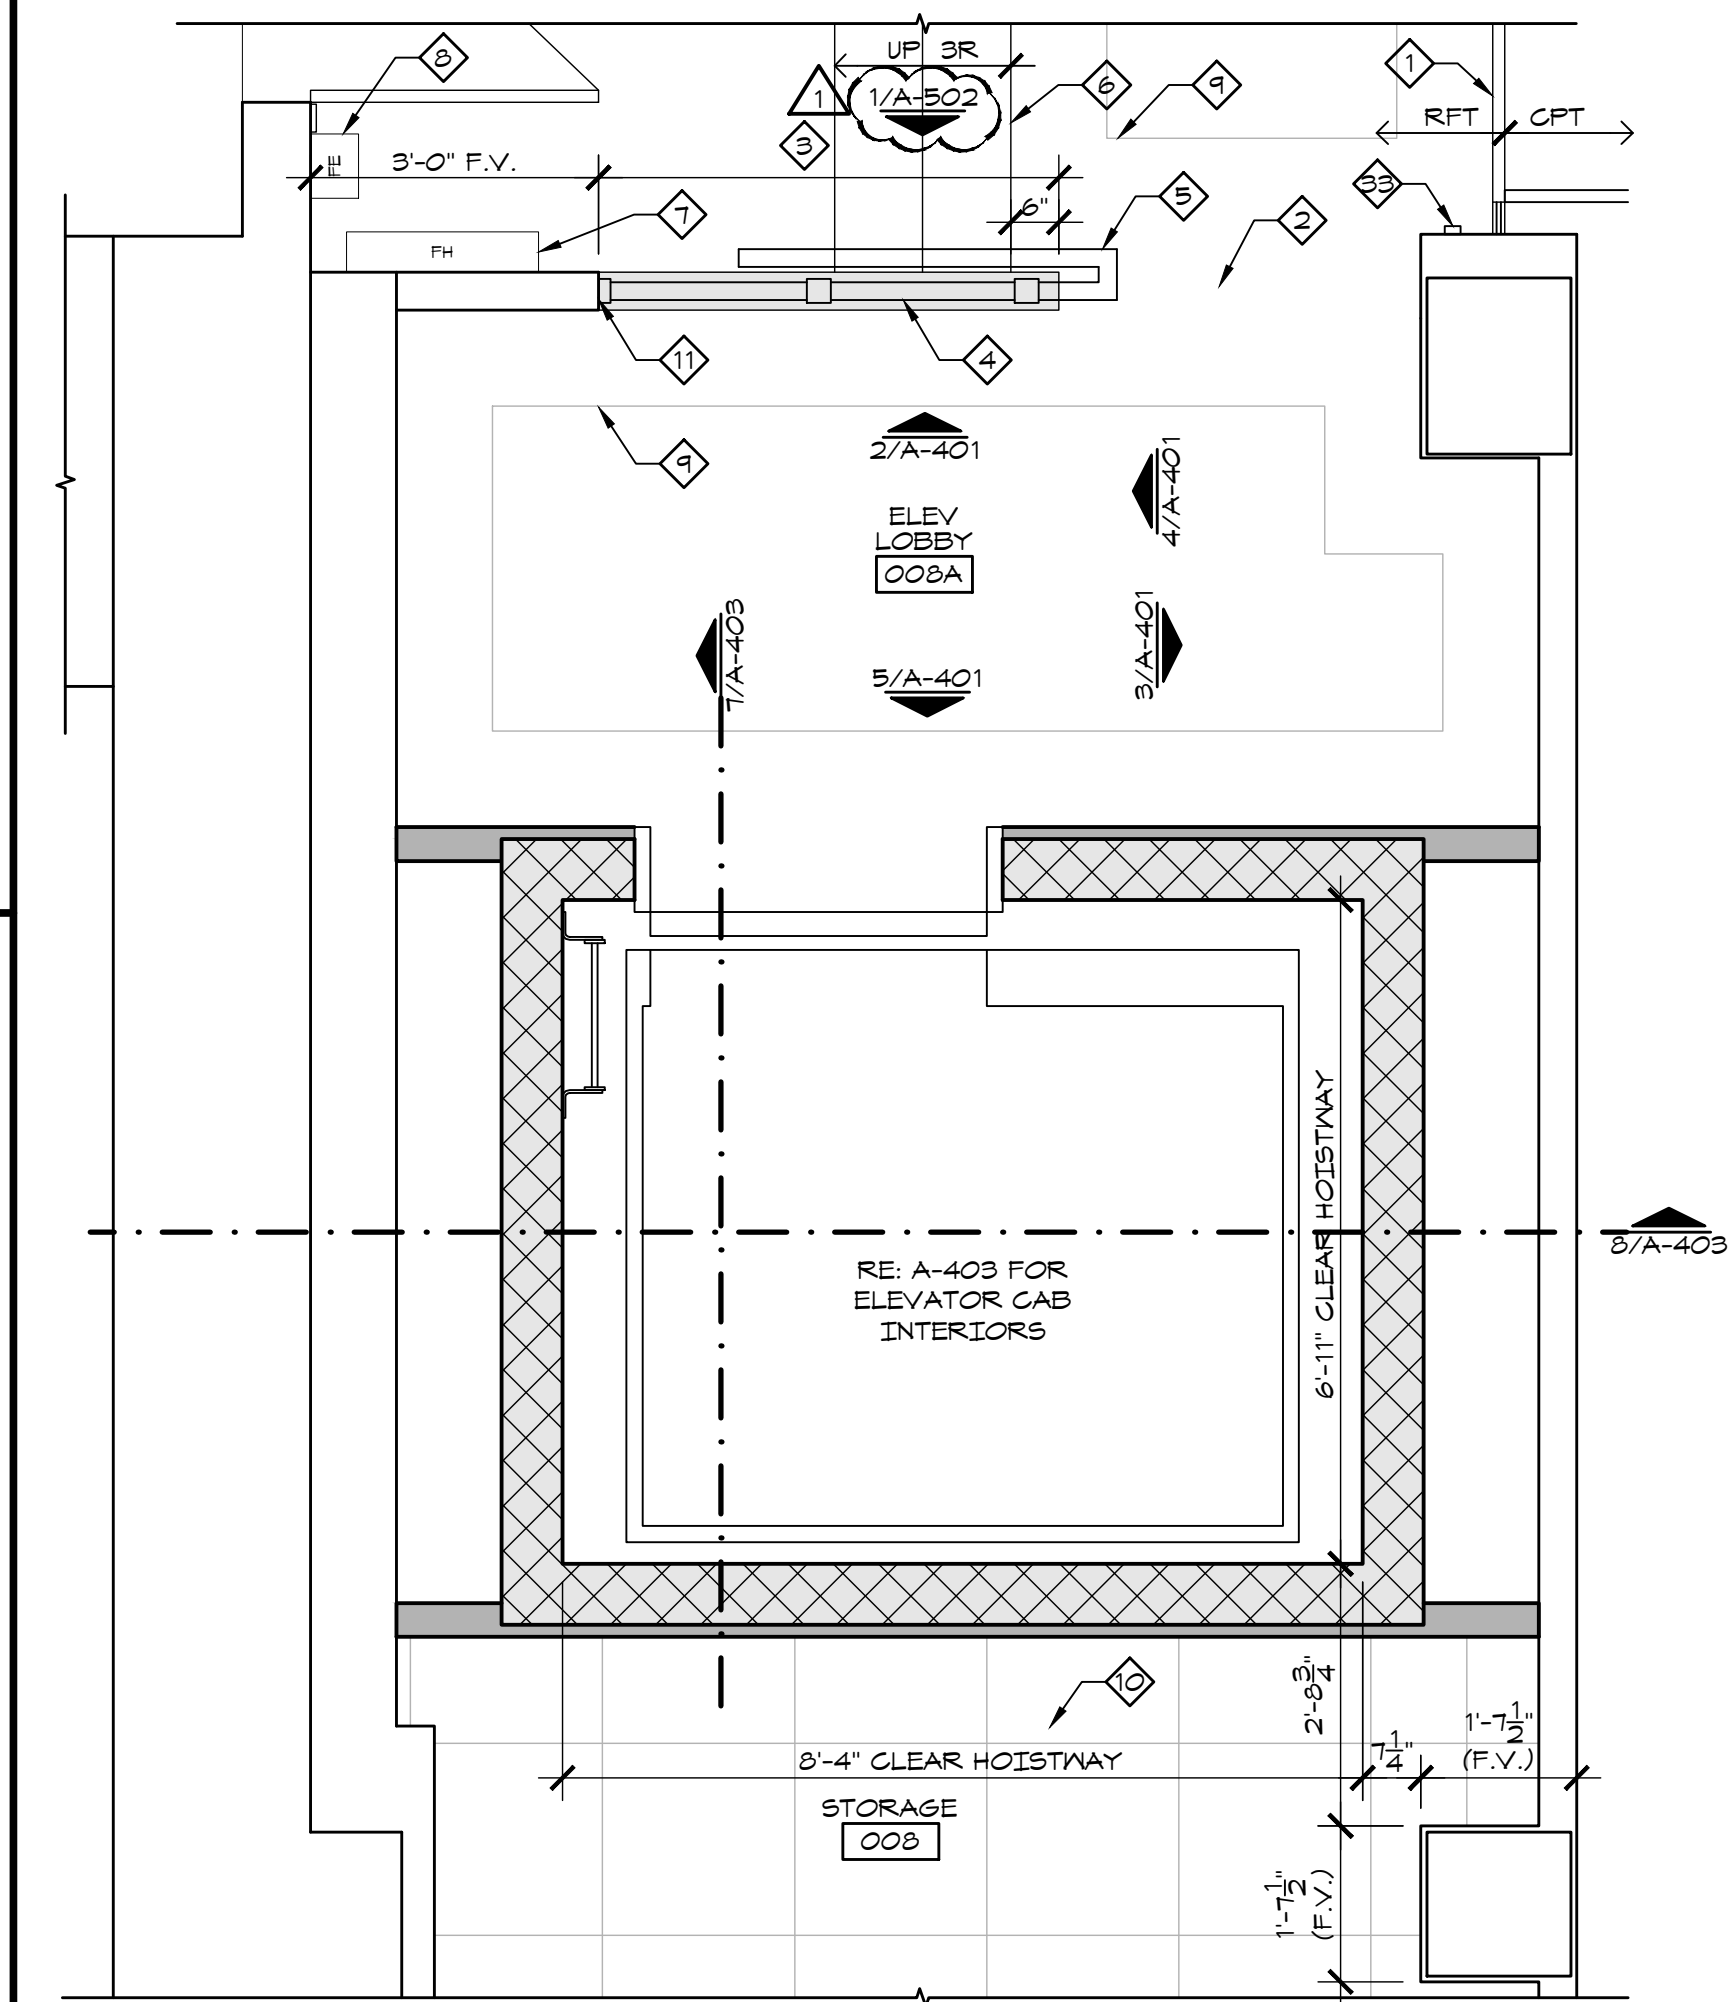 8
UP 3R
1
1/A-502
3
6
9
1
RFT CPT
FE
3'-0" F.V.
7
6"
5
2
33
FH
11
4
9
2/A-401
4/A-401
ELEV
LOBBY
008A
7/A-403
5/A-401
3/A-401
6'-11" CLEAR HOISTWAY
8/A-403
RE: A-403 FOR
ELEVATOR CAB
INTERIORS
10
2'-8 3/4"
7 1/4"
1'-7 1/2"
(F.V.)
8'-4" CLEAR HOISTWAY
STORAGE
008
1'-7 1/2"
(F.V.)